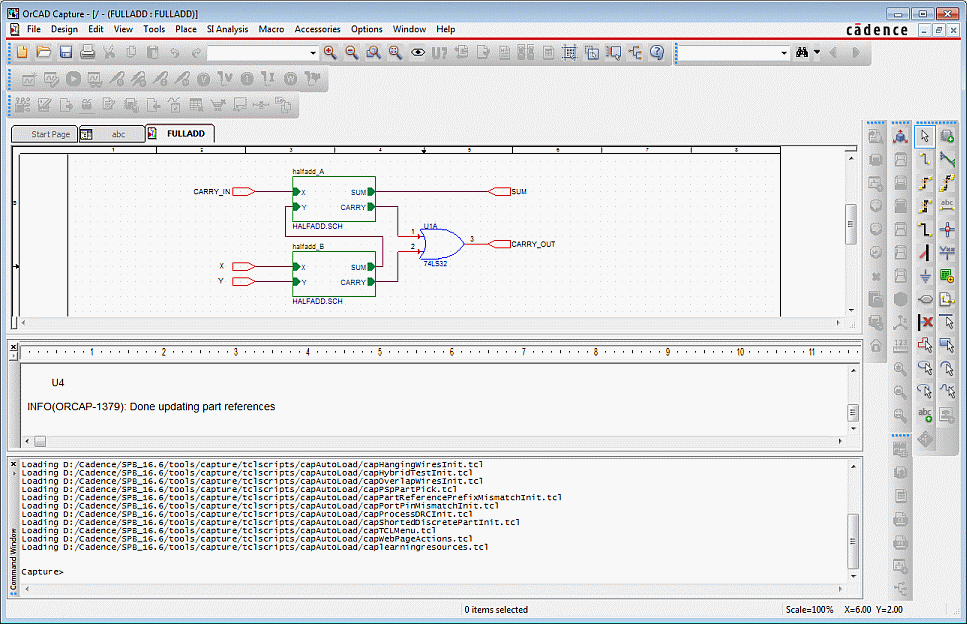 OrCAD Capture - [/ - (FULLADD : FULLADD)]
File Design Edit View Tools Place SI Analysis Macro Accessories Options Window Help
cādence
U?
Start Page abc FULLADD
1 2 3 4 5 6 7 8
halfadd_A
CARRY_IN X SUM SUM
Y CARRY
HALFADD.SCH
U1A
1
3 CARRY_OUT
halfadd_B
2
74LS32
X X SUM
Y Y CARRY
HALFADD.SCH
1 2 3 4 5 6 7 8 9 10 11
U4
INFO(ORCAP-1379): Done updating part references
Loading D:/Cadence/SPB_16.6/tools/capture/tclscripts/capAutoLoad/capHangingWiresInit.tcl
Loading D:/Cadence/SPB_16.6/tools/capture/tclscripts/capAutoLoad/capHybridTestInit.tcl
Loading D:/Cadence/SPB_16.6/tools/capture/tclscripts/capAutoLoad/capOverlapWiresInit.tcl
Loading D:/Cadence/SPB_16.6/tools/capture/tclscripts/capAutoLoad/capPSpPartPick.tcl
Loading D:/Cadence/SPB_16.6/tools/capture/tclscripts/capAutoLoad/capPartReferencePrefixMismatchInit.tcl
Loading D:/Cadence/SPB_16.6/tools/capture/tclscripts/capAutoLoad/capPortPinMismatchInit.tcl
Loading D:/Cadence/SPB_16.6/tools/capture/tclscripts/capAutoLoad/capProcessDRCInit.tcl
Loading D:/Cadence/SPB_16.6/tools/capture/tclscripts/capAutoLoad/capShortedDiscretePartInit.tcl
Loading D:/Cadence/SPB_16.6/tools/capture/tclscripts/capAutoLoad/capTCLMenu.tcl
Loading D:/Cadence/SPB_16.6/tools/capture/tclscripts/capAutoLoad/capWebPageActions.tcl
Loading D:/Cadence/SPB_16.6/tools/capture/tclscripts/capAutoLoad/caplearningresources.tcl
Capture>
Command Window
abc
123
abc
0 items selected Scale=100% X=6.00 Y=2.00